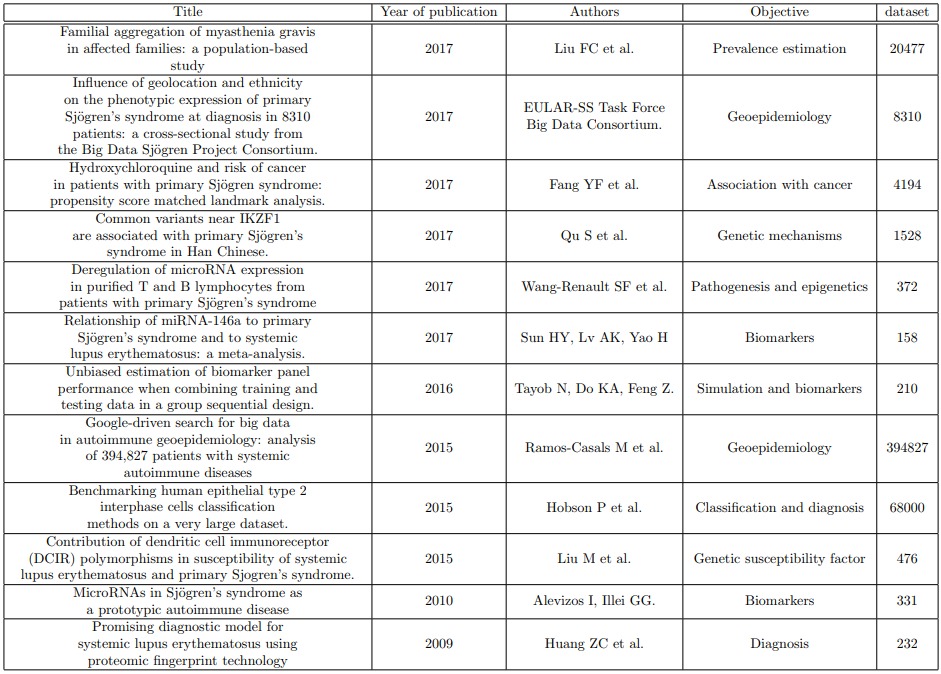 Title Year of publication Authors Objective dataset
Familial aggregation of myasthenia gravis
in affected families: a population-based
study
2017 Liu FC et al. Prevalence estimation 20477
Influence of geolocation and ethnicity
on the phenotypic expression of primary
Sjögren's syndrome at diagnosis in 8310
patients: a cross-sectional study from
the Big Data Sjögren Project Consortium.
2017
EULAR-SS Task Force
Big Data Consortium.
Geoepidemiology 8310
Hydroxychloroquine and risk of cancer
in patients with primary Sjögren syndrome:
propensity score matched landmark analysis.
2017 Fang YF et al. Association with cancer 4194
Common variants near IKZF1
are associated with primary Sjögren's
syndrome in Han Chinese.
2017 Qu S et al. Genetic mechanisms 1528
Deregulation of microRNA expression
in purified T and B lymphocytes from
patients with primary Sjögren's syndrome
2017 Wang-Renault SF et al. Pathogenesis and epigenetics 372
Relationship of miRNA-146a to primary
Sjögren's syndrome and to systemic
lupus erythematosus: a meta-analysis.
2017 Sun HY, Lv AK, Yao H Biomarkers 158
Unbiased estimation of biomarker panel
performance when combining training and
testing data in a group sequential design.
2016 Tayob N, Do KA, Feng Z. Simulation and biomarkers 210
Google-driven search for big data
in autoimmune geoepidemiology: analysis
of 394,827 patients with systemic
autoimmune diseases
2015 Ramos-Casals M et al. Geoepidemiology 394827
Benchmarking human epithelial type 2
interphase cells classification
methods on a very large dataset.
2015 Hobson P et al. Classification and diagnosis 68000
Contribution of dendritic cell immunoreceptor
(DCIR) polymorphisms in susceptibility of systemic
lupus erythematosus and primary Sjogren's syndrome.
2015 Liu M et al. Genetic susceptibility factor 476
MicroRNAs in Sjögren's syndrome as
a prototypic autoimmune disease
2010 Alevizos I, Illei GG. Biomarkers 331
Promising diagnostic model for
systemic lupus erythematosus using
proteomic fingerprint technology
2009 Huang ZC et al. Diagnosis 232